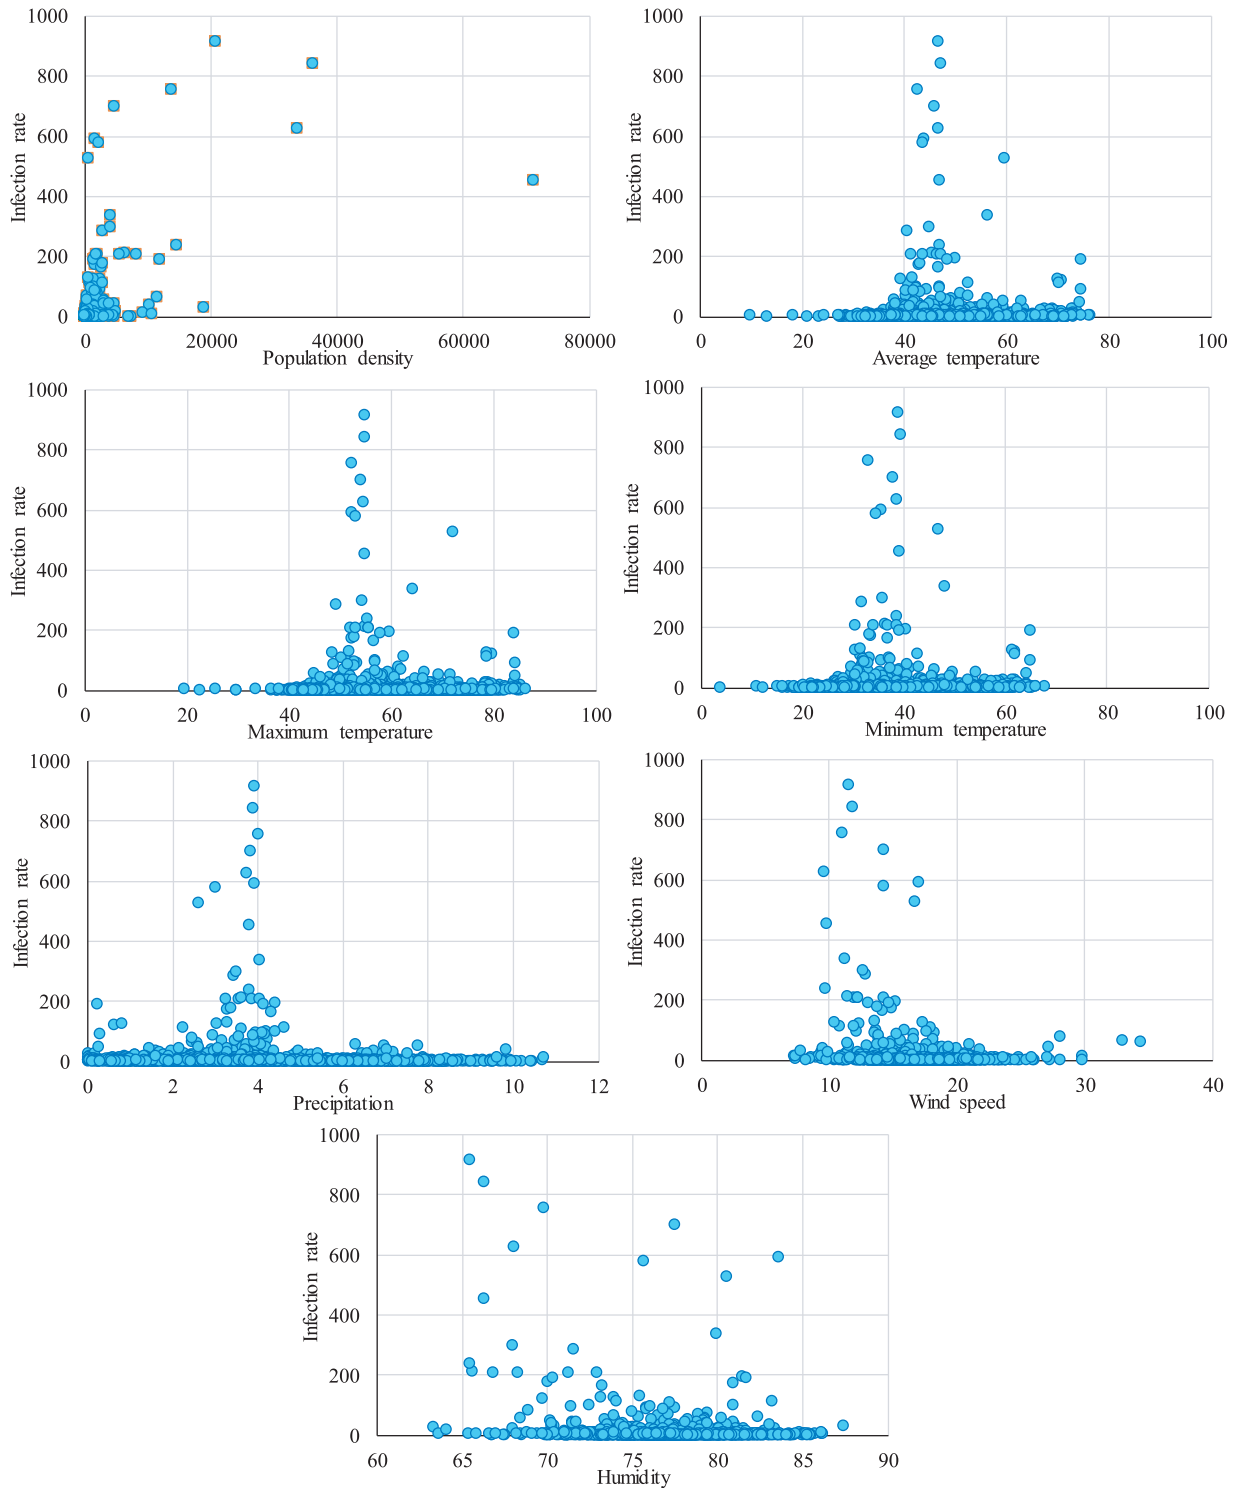 1000
800
600
400
200
0
Infection rate
0 20000 40000 60000 80000
Population density
1000
800
600
400
200
0
Infection rate
0 20 40 60 80 100
Average temperature
1000
800
600
400
200
0
Infection rate
0 20 40 60 80 100
Maximum temperature
1000
800
600
400
200
0
Infection rate
0 20 40 60 80 100
Minimum temperature
1000
800
600
400
200
0
Infection rate
0 2 4 6 8 10 12
Precipitation
1000
800
600
400
200
0
Infection rate
0 10 20 30 40
Wind speed
1000
800
600
400
200
0
Infection rate
60 65 70 75 80 85 90
Humidity